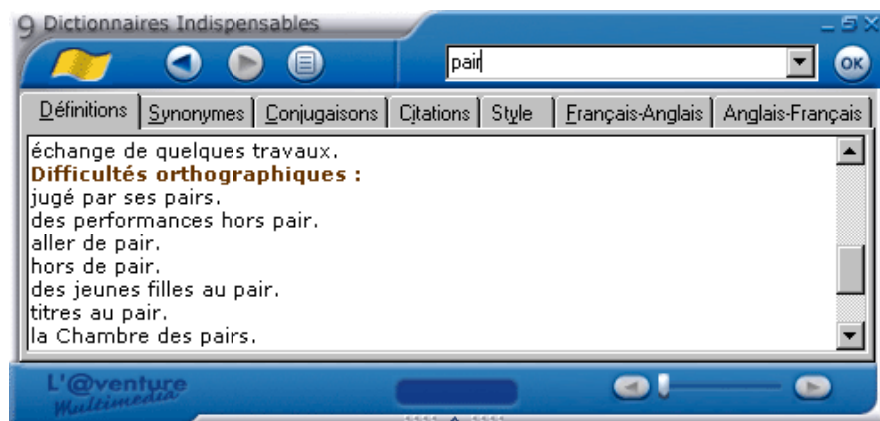 9 Dictionnaires Indispensables
pair
OK
Définitions Synonymes Conjugaisons Citations Style Français-Anglais Anglais-Français
échange de quelques travaux.
Difficultés orthographiques :
jugé par ses pairs.
des performances hors pair.
aller de pair.
hors de pair.
des jeunes filles au pair.
titres au pair.
la Chambre des pairs.
L'@venture
Multimedia